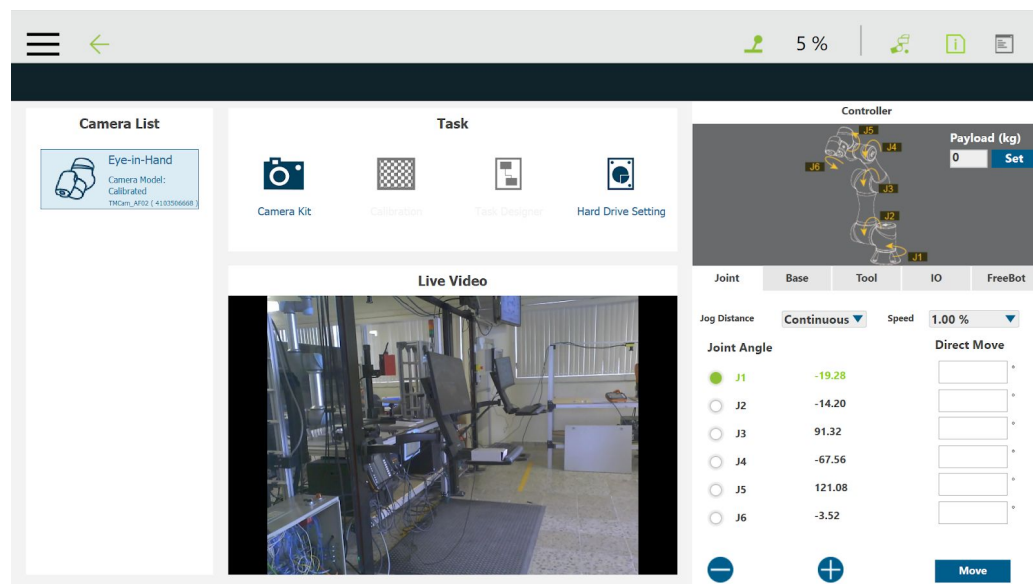 5 %
Camera List
Eye-in-Hand
Camera Model:
Calibrated
TMCam_AF02 ( 4103506668 )
Task
Camera Kit
Calibration
Task Designer
Hard Drive Setting
Live Video
Controller
J5
J4
J6
J3
J2
J1
Payload (kg)
0 Set
Joint Base Tool IO FreeBot
Jog Distance Continuous Speed 1.00 %
Joint Angle Direct Move
J1 -19.28 °
J2 -14.20 °
J3 91.32 °
J4 -67.56 °
J5 121.08 °
J6 -3.52 °
Move